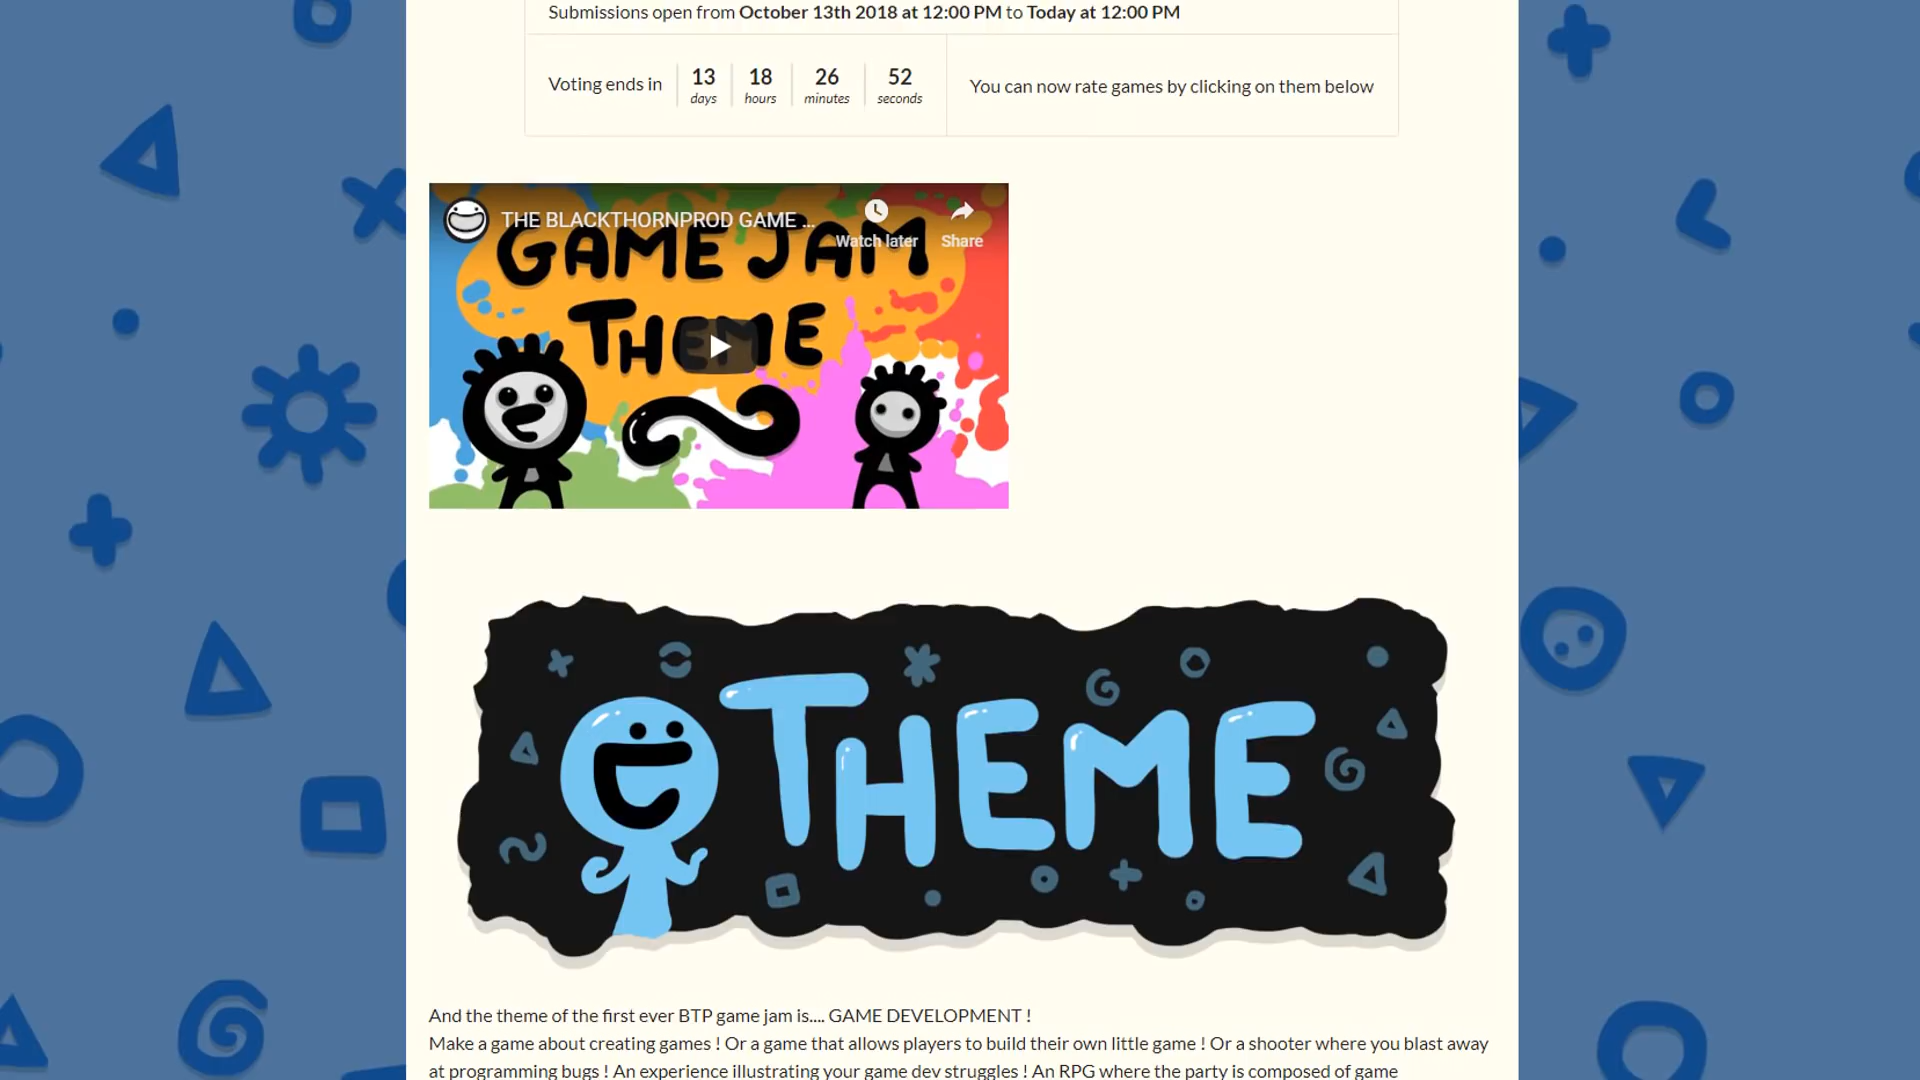 Submissions open from October 13th 2018 at 12:00 PM to Today at 12:00 PM
Voting ends in
13 days
18 hours
26 minutes
52 seconds
You can now rate games by clicking on them below
THE BLACKTHORNPROD GAME ...
Watch later
Share
GAME JAM
THEME
THEME
And the theme of the first ever BTP game jam is.... GAME DEVELOPMENT !
Make a game about creating games ! Or a game that allows players to build their own little game ! Or a shooter where you blast away
at programming bugs ! An experience illustrating your game dev struggles ! An RPG where the party is composed of game